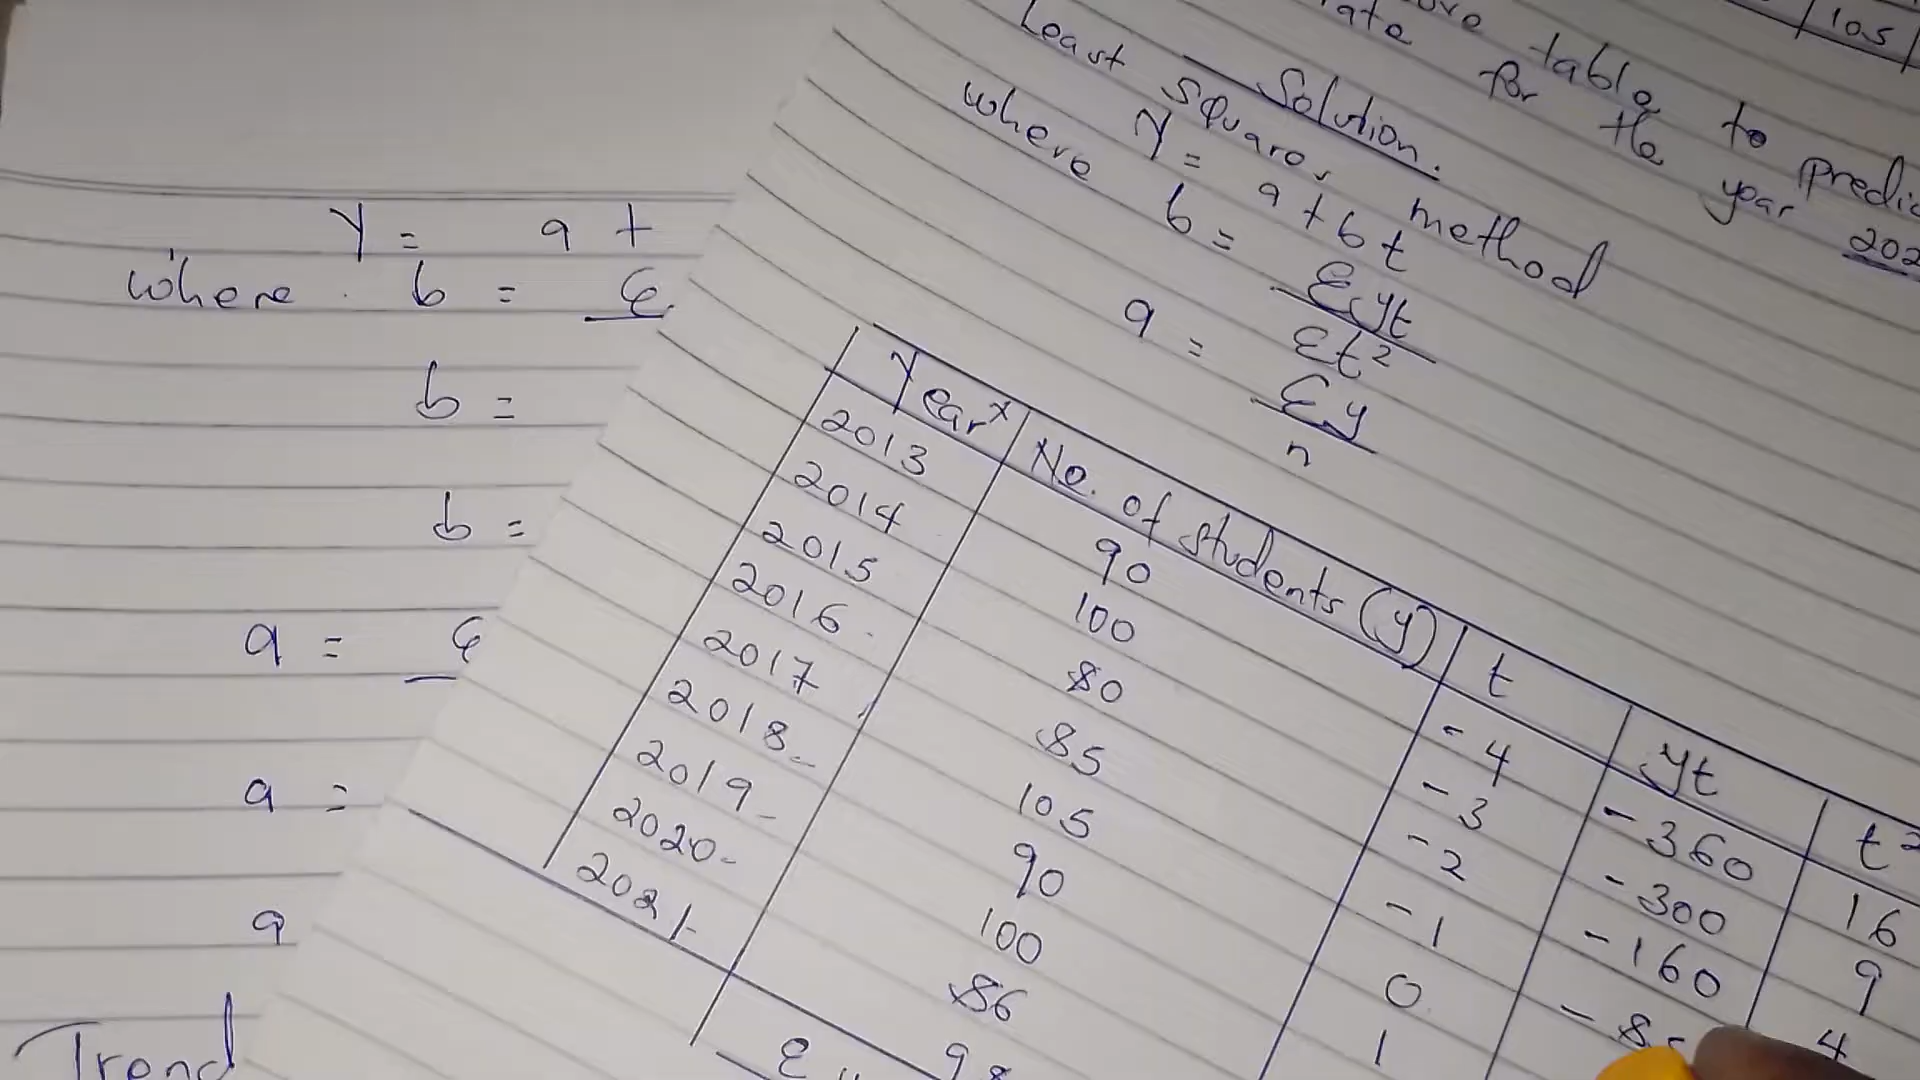 105
table to predic
for the year 202
Solution.
Least Squares method
Y = a + bt
where b = Σyt
Σt²
a = Σy
n
Year x No. of students (y) t yt t²
2013 90 -4 -360 16
2014 100 -3 -300 9
2015 80 -2 -160 4
2016 85 -1
2017 105 0
2018 90 1
2019 100
2020 86
2021
Y = a +
where b =
b =
b =
a =
a =
a
Trend